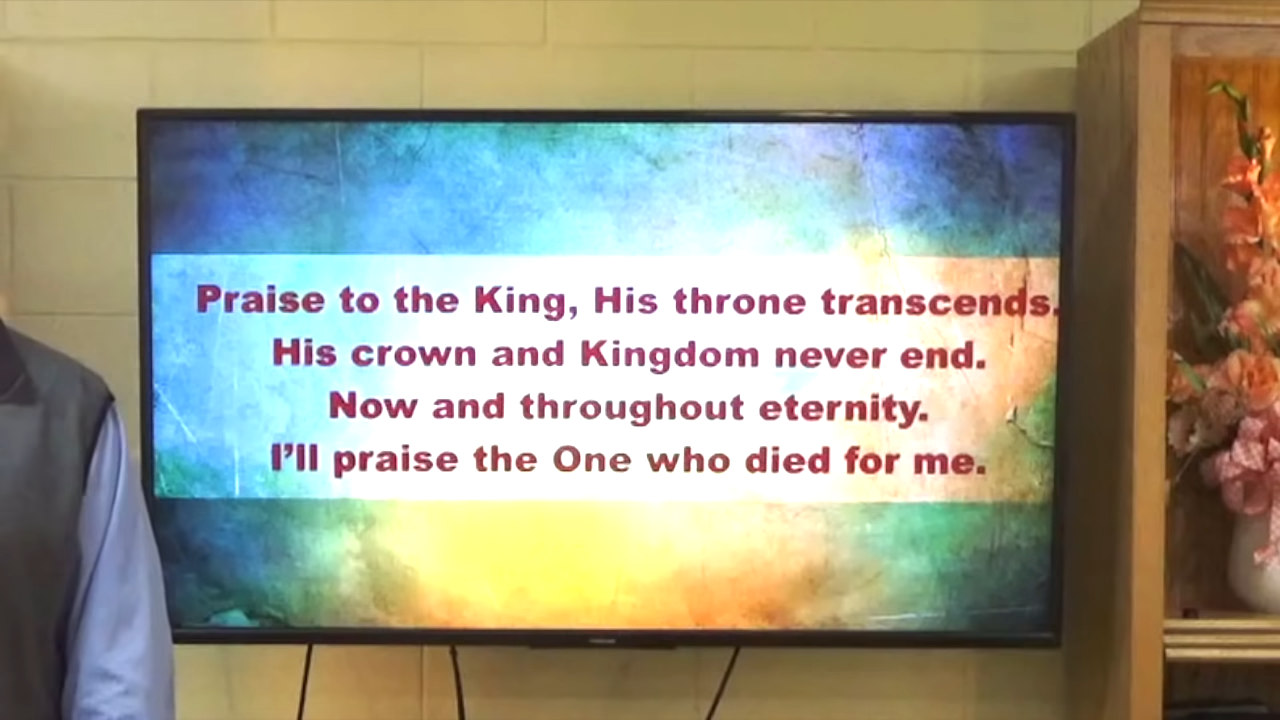 Praise to the King, His throne transcends.
His crown and Kingdom never end.
Now and throughout eternity.
I'll praise the One who died for me.